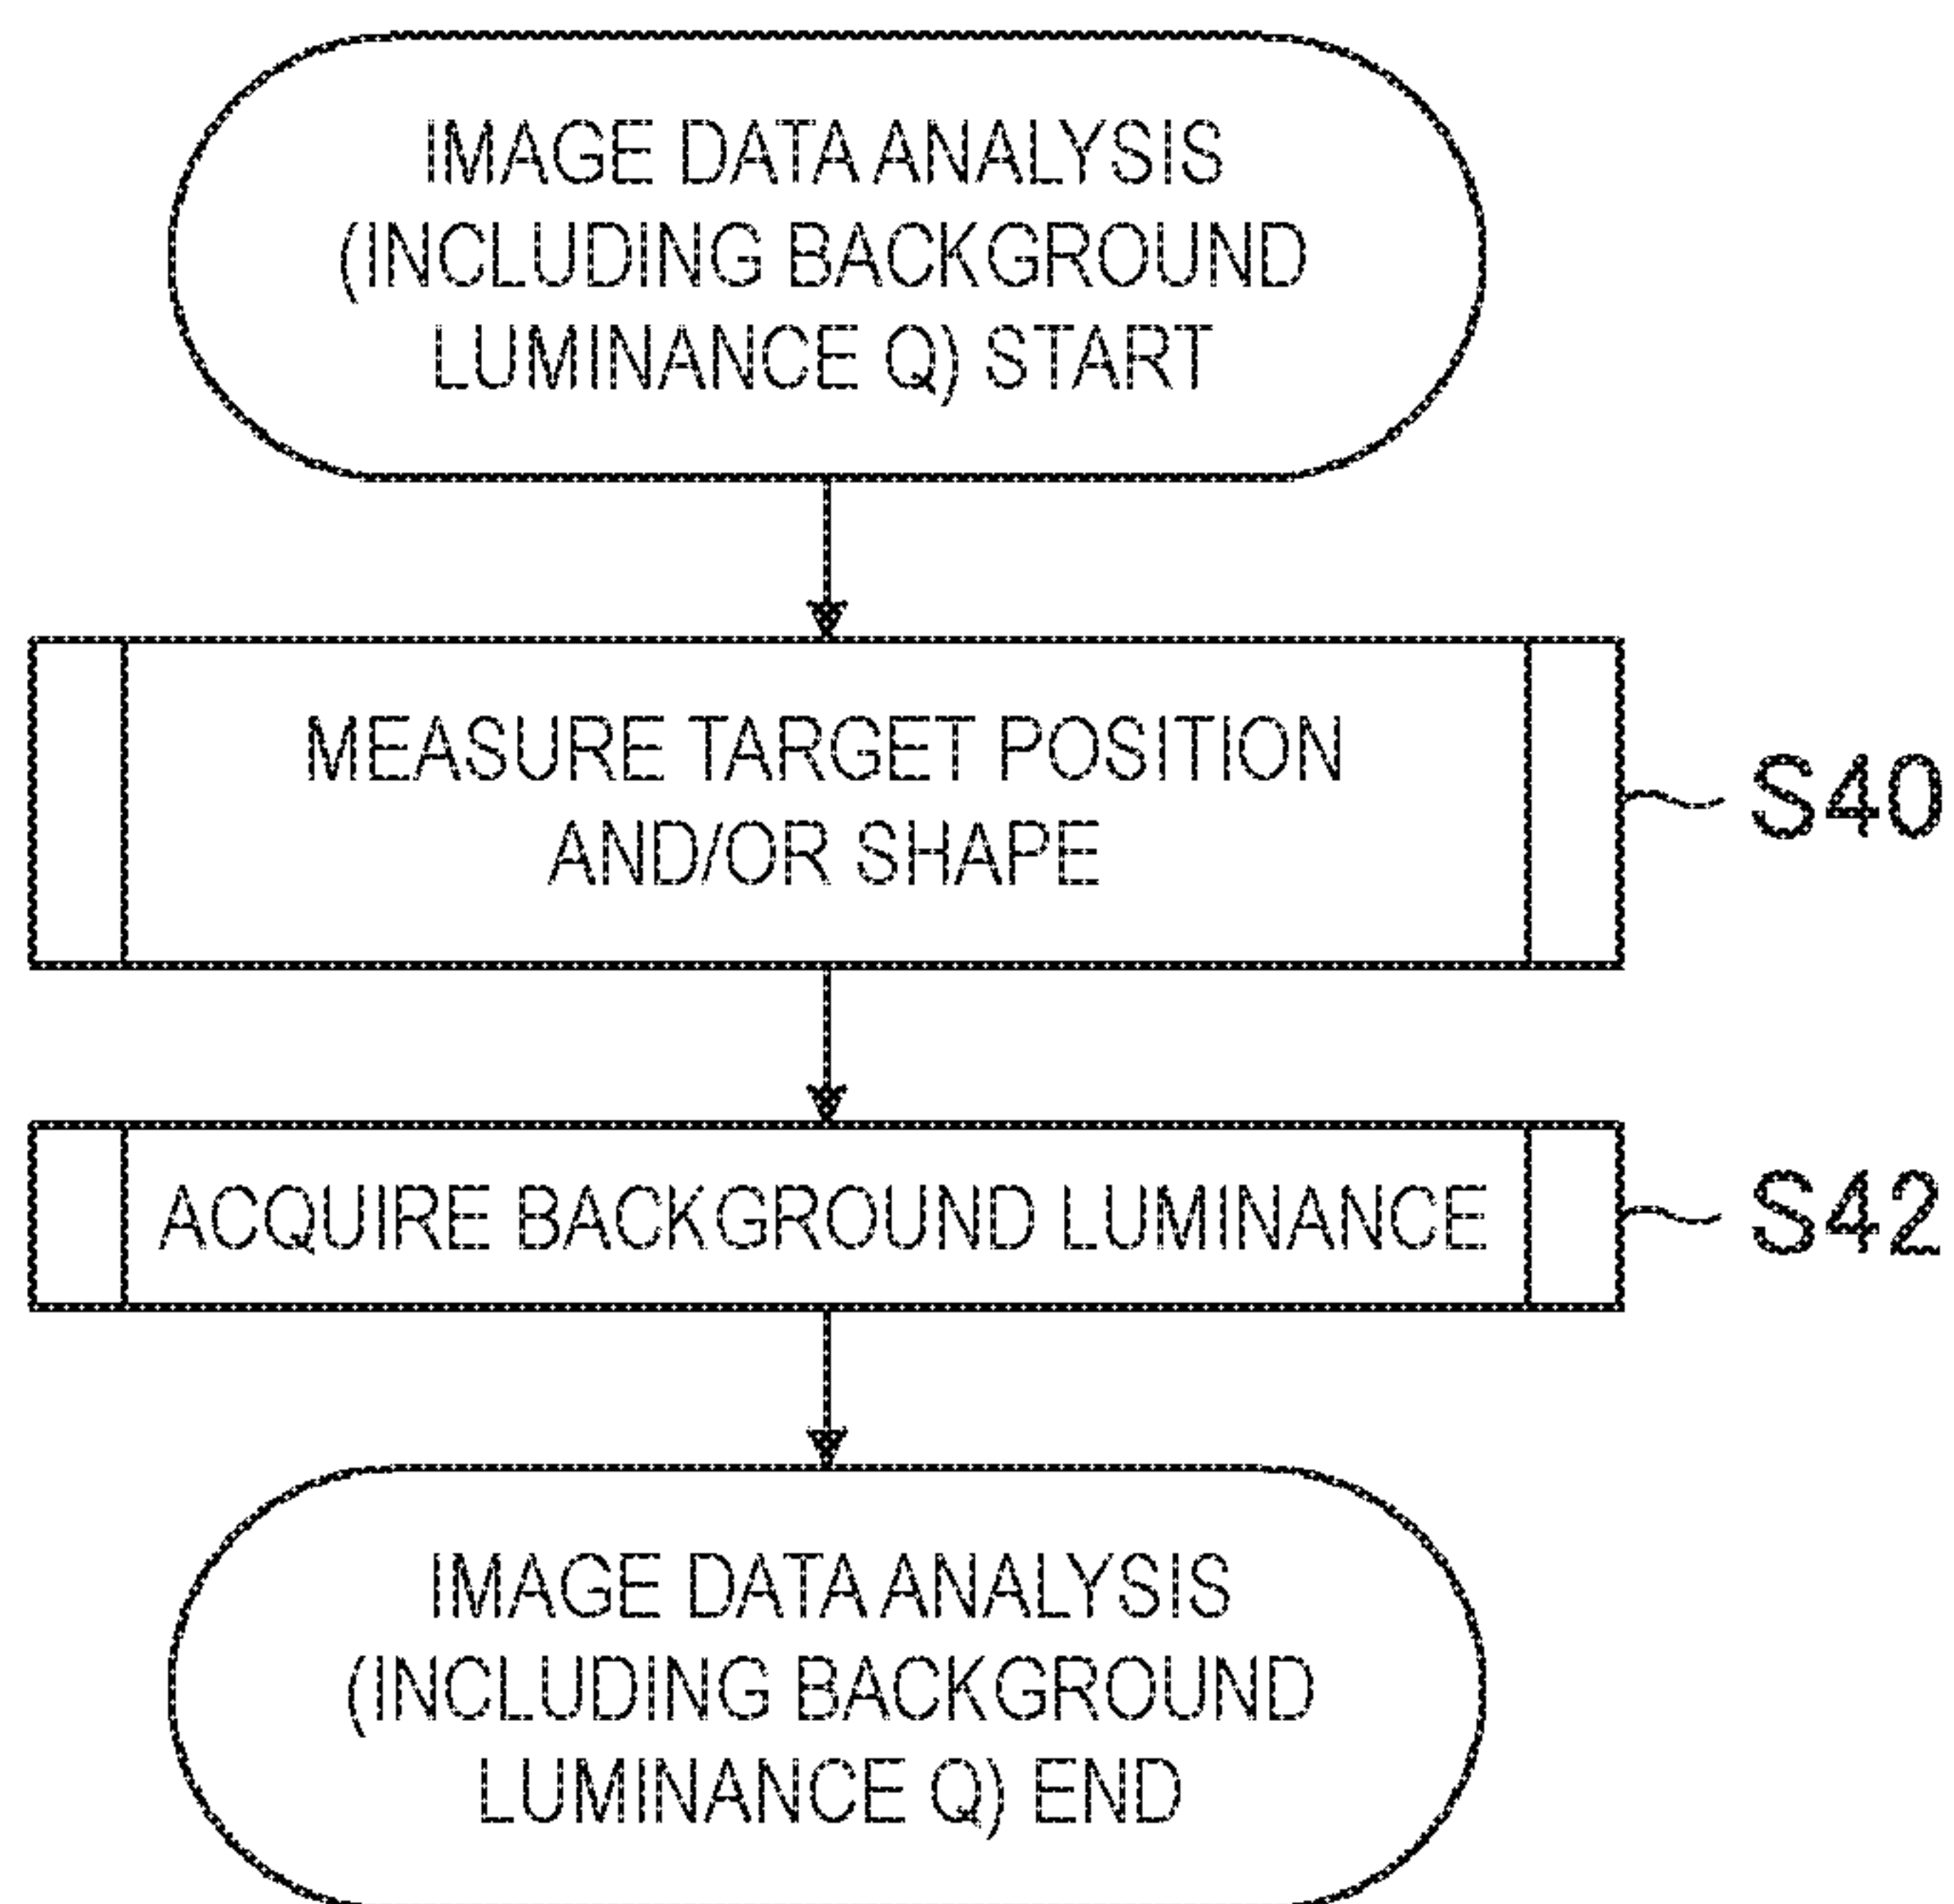 IMAGE DATA ANALYSIS
(INCLUDING BACKGROUND
LUMINANCE Q) START
MEASURE TARGET POSITION
AND/OR SHAPE
S40
ACQUIRE BACKGROUND LUMINANCE
S42
IMAGE DATA ANALYSIS
(INCLUDING BACKGROUND
LUMINANCE Q) END